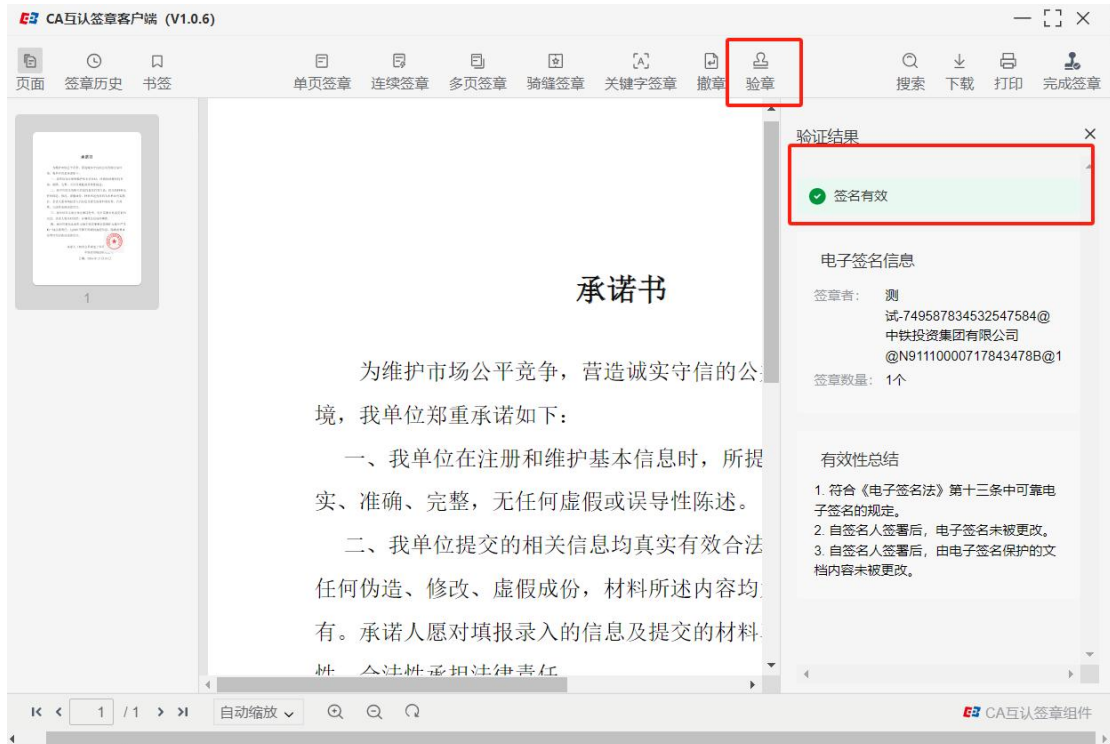 CA互认签章客户端 (V1.0.6)
页面 签章历史 书签 单页签章 连续签章 多页签章 骑缝签章 关键字签章 撤章 验章 搜索 下载 打印 完成签章
承诺书
1
承诺书
为维护市场公平竞争，营造诚实守信的公
境，我单位郑重承诺如下：
一、我单位在注册和维护基本信息时，所提
实、准确、完整，无任何虚假或误导性陈述。
二、我单位提交的相关信息均真实有效合法
任何伪造、修改、虚假成份，材料所述内容均
有。承诺人愿对填报录入的信息及提交的材料
性、合法性承担法律责任
验证结果
签名有效
电子签名信息
签章者： 测
试-749587834532547584@
中铁投资集团有限公司
@N91110000717843478B@1
签章数量： 1个
有效性总结
1. 符合《电子签名法》第十三条中可靠电
子签名的规定。
2. 自签名人签署后，电子签名未被更改。
3. 自签名人签署后，由电子签名保护的文
档内容未被更改。
1 / 1 自动缩放 CA互认签章组件